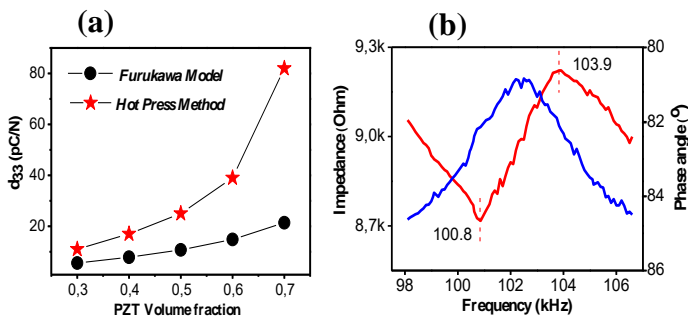 (a)
d33 (pC/N)
80
60
40
20
Furukawa Model
Hot Press Method
0,3 0,4 0,5 0,6 0,7
PZT Volume fraction
(b)
Impedance (Ohm)
9,3k
9,0k
8,7k
103.9
100.8
80
82
84
86
Phase angle (°)
98 100 102 104 106
Frequency (kHz)